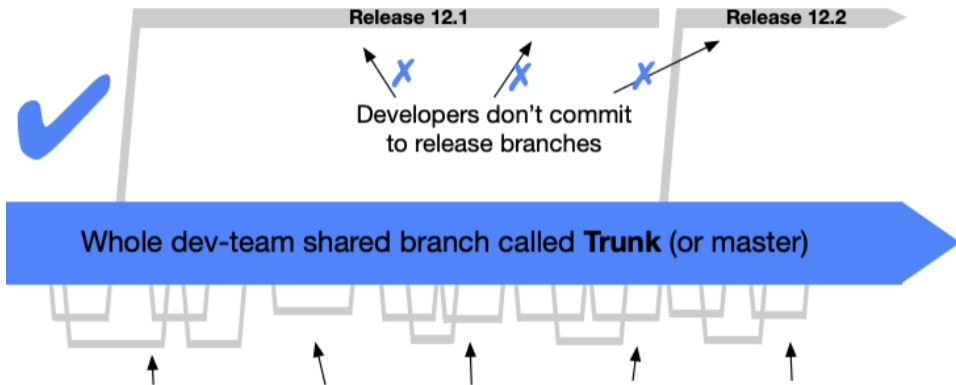 Release 12.1
Release 12.2
Developers don't commit
to release branches
Whole dev-team shared branch called Trunk (or master)